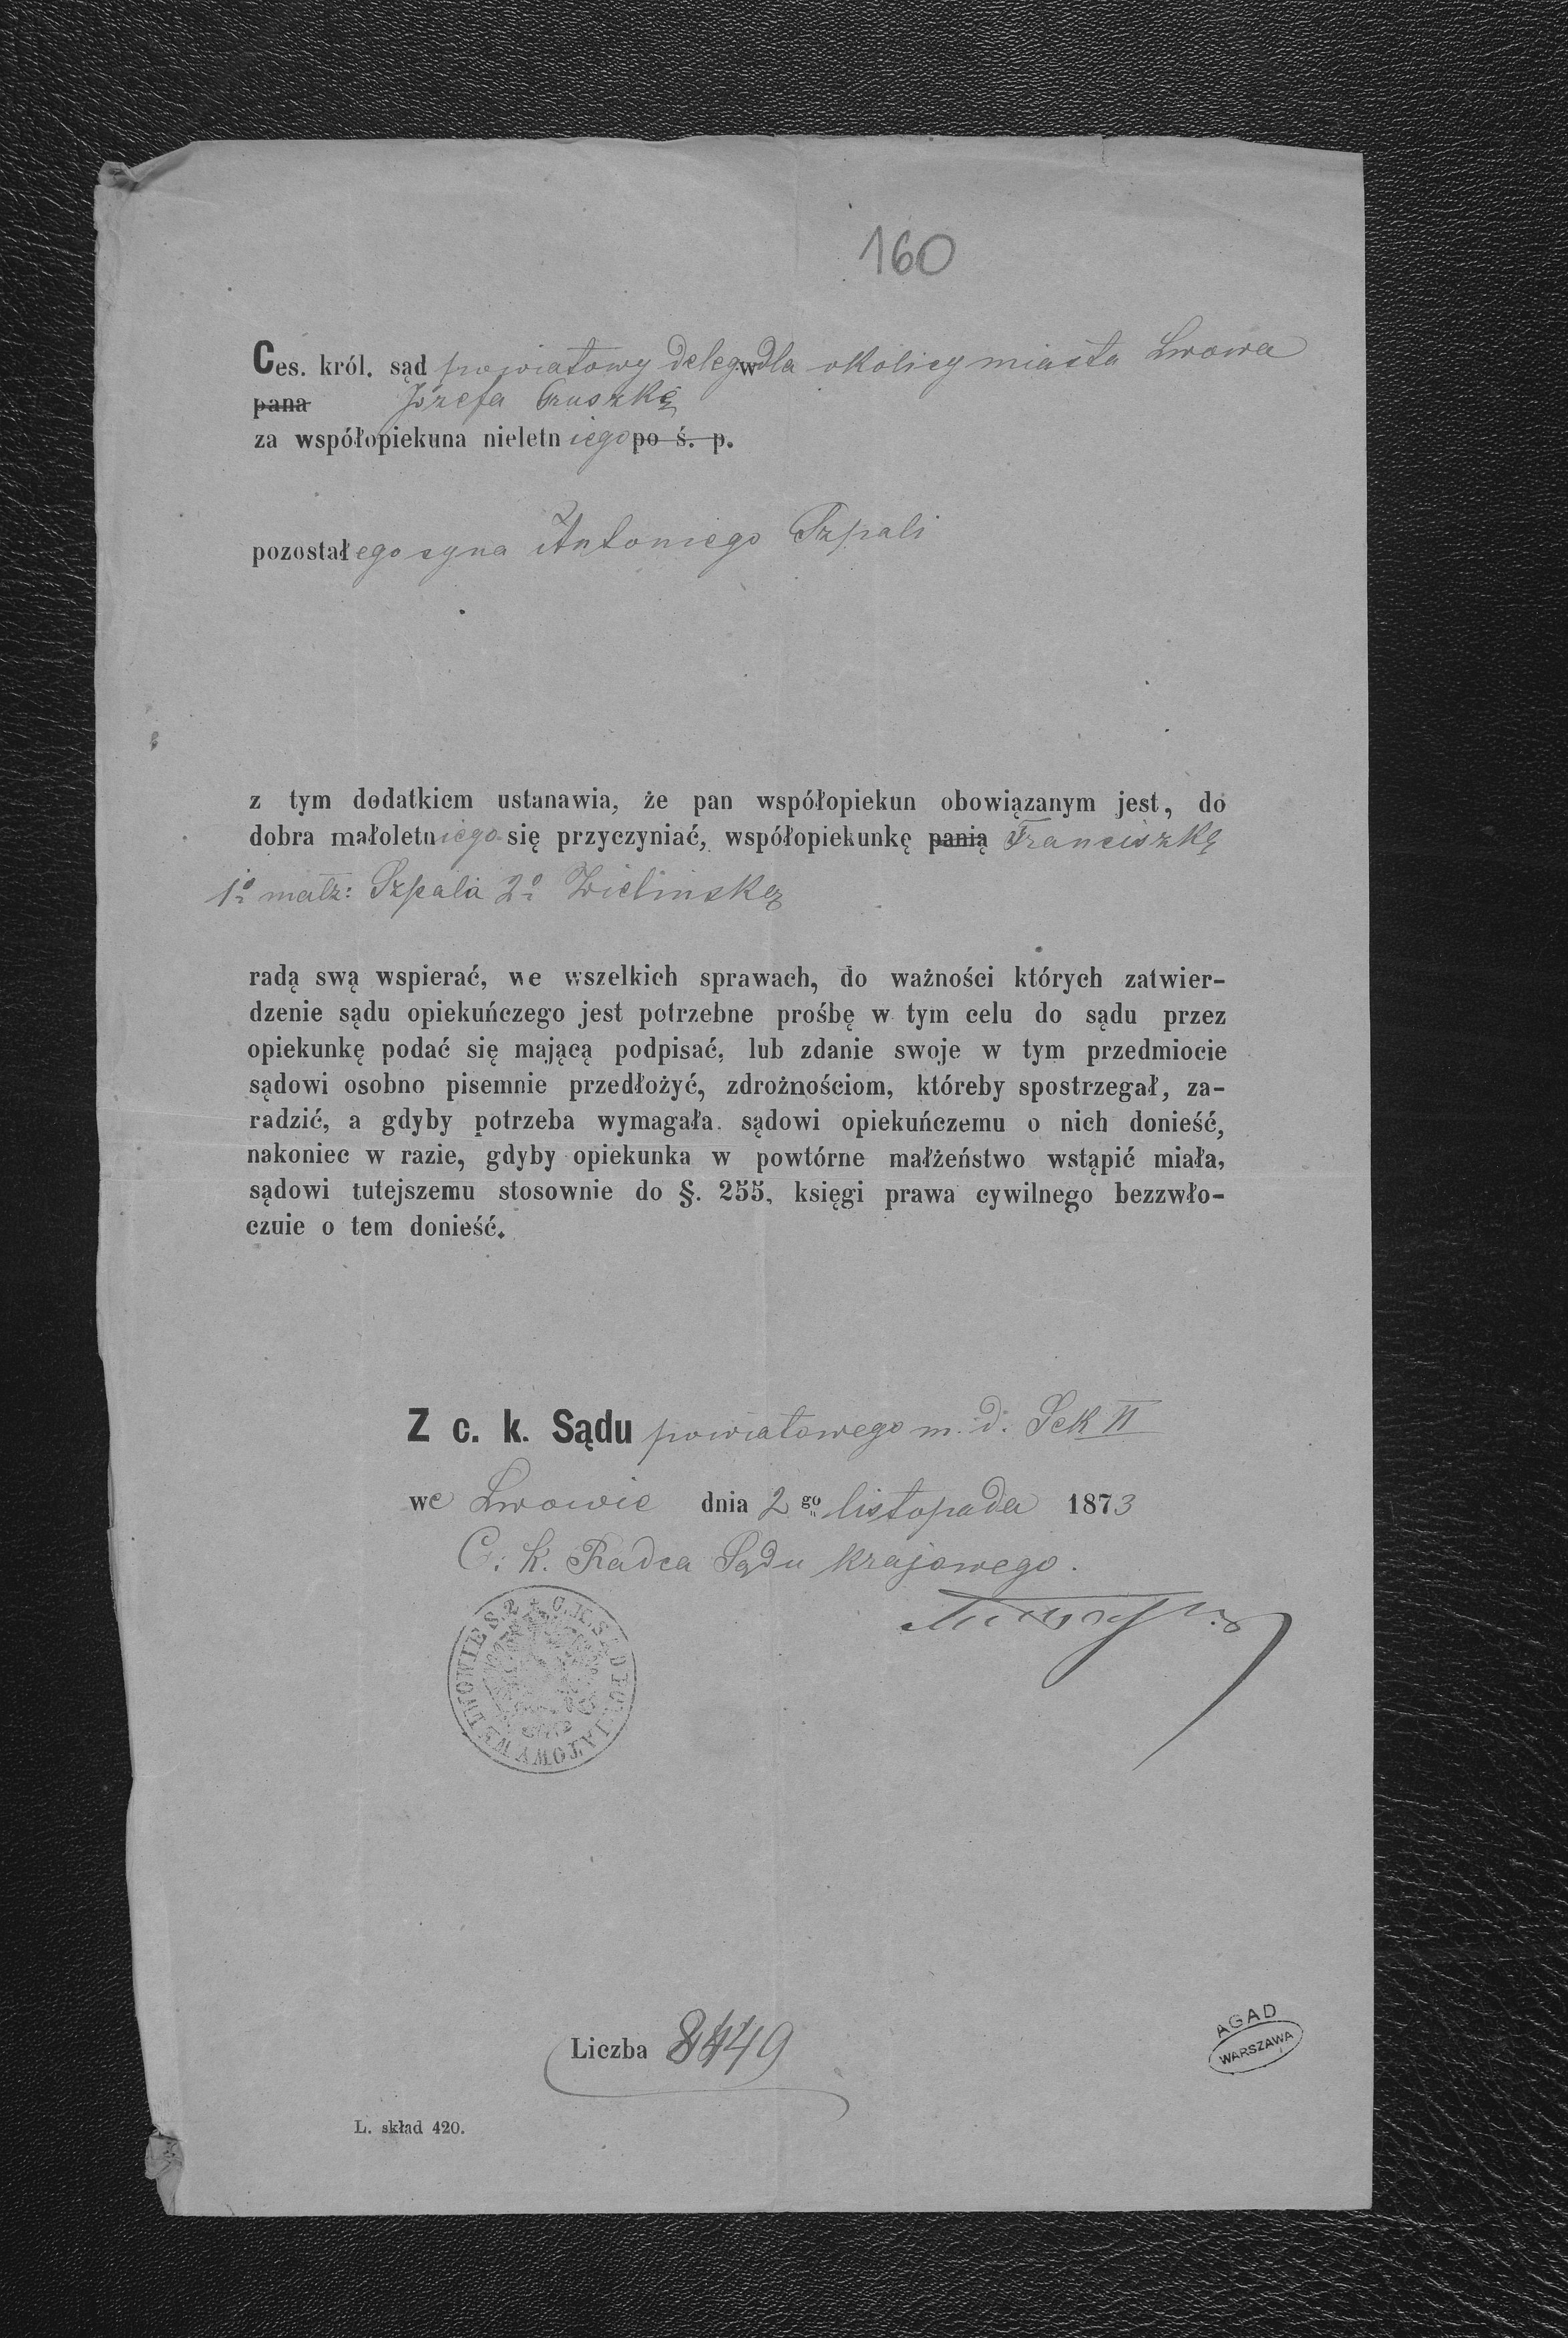 160
Ces. król. sąd powiatowy deleg. w dla okolicy miasta Lwowa
pana Józefa Gruszkę
za współopiekuna nieletniego po ś. p.
pozostałego syna Antoniego Szpali
z tym dodatkiem ustanawia, że pan współopiekun obowiązanym jest, do
dobra małoletniego się przyczyniać, współopiekunkę panią Franciszkę
1º małż: Szpala 2º Zielinską
radą swą wspierać, we wszelkich sprawach, do ważności których zatwier-
dzenie sądu opiekuńczego jest potrzebne prośbę w tym celu do sądu przez
opiekunkę podać się mającą podpisać, lub zdanie swoje w tym przedmiocie
sądowi osobno pisemnie przedłożyć, zdrożnościom, któreby spostrzegał, za-
radzić, a gdyby potrzeba wymagała. sądowi opiekuńczemu o nich donieść,
nakoniec w razie, gdyby opiekunka w powtórne małżeństwo wstąpić miała,
sądowi tutejszemu stosownie do §. 255, księgi prawa cywilnego bezzwło-
czuie o tem donieść.
Z c. k. Sądu powiatowego m. d. Sek II
we Lwowie dnia 2 go listopada 1873
C. k. Radca Sądu krajowego.
Liczba 8449
AGAD
WARSZAWA
L. skład 420.